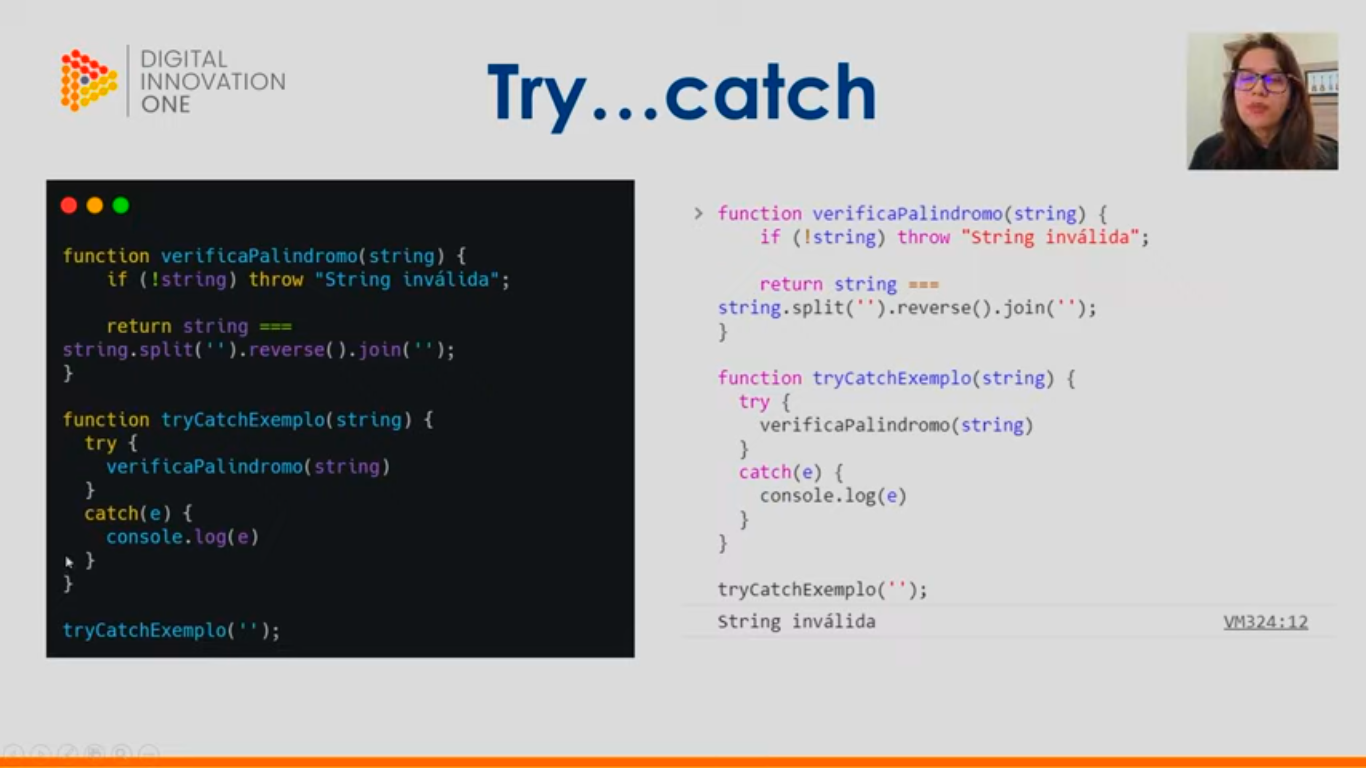 DIGITAL
INNOVATION
ONE
Try...catch
function verificaPalindromo(string) {
    if (!string) throw "String inválida";

    return string ===
string.split('').reverse().join('');
}

function tryCatchExemplo(string) {
  try {
    verificaPalindromo(string)
  }
  catch(e) {
    console.log(e)
  }
}

tryCatchExemplo('');
> function verificaPalindromo(string) {
    if (!string) throw "String inválida";

    return string ===
string.split('').reverse().join('');
}

function tryCatchExemplo(string) {
  try {
    verificaPalindromo(string)
  }
  catch(e) {
    console.log(e)
  }
}

tryCatchExemplo('');
String inválida VM324:12